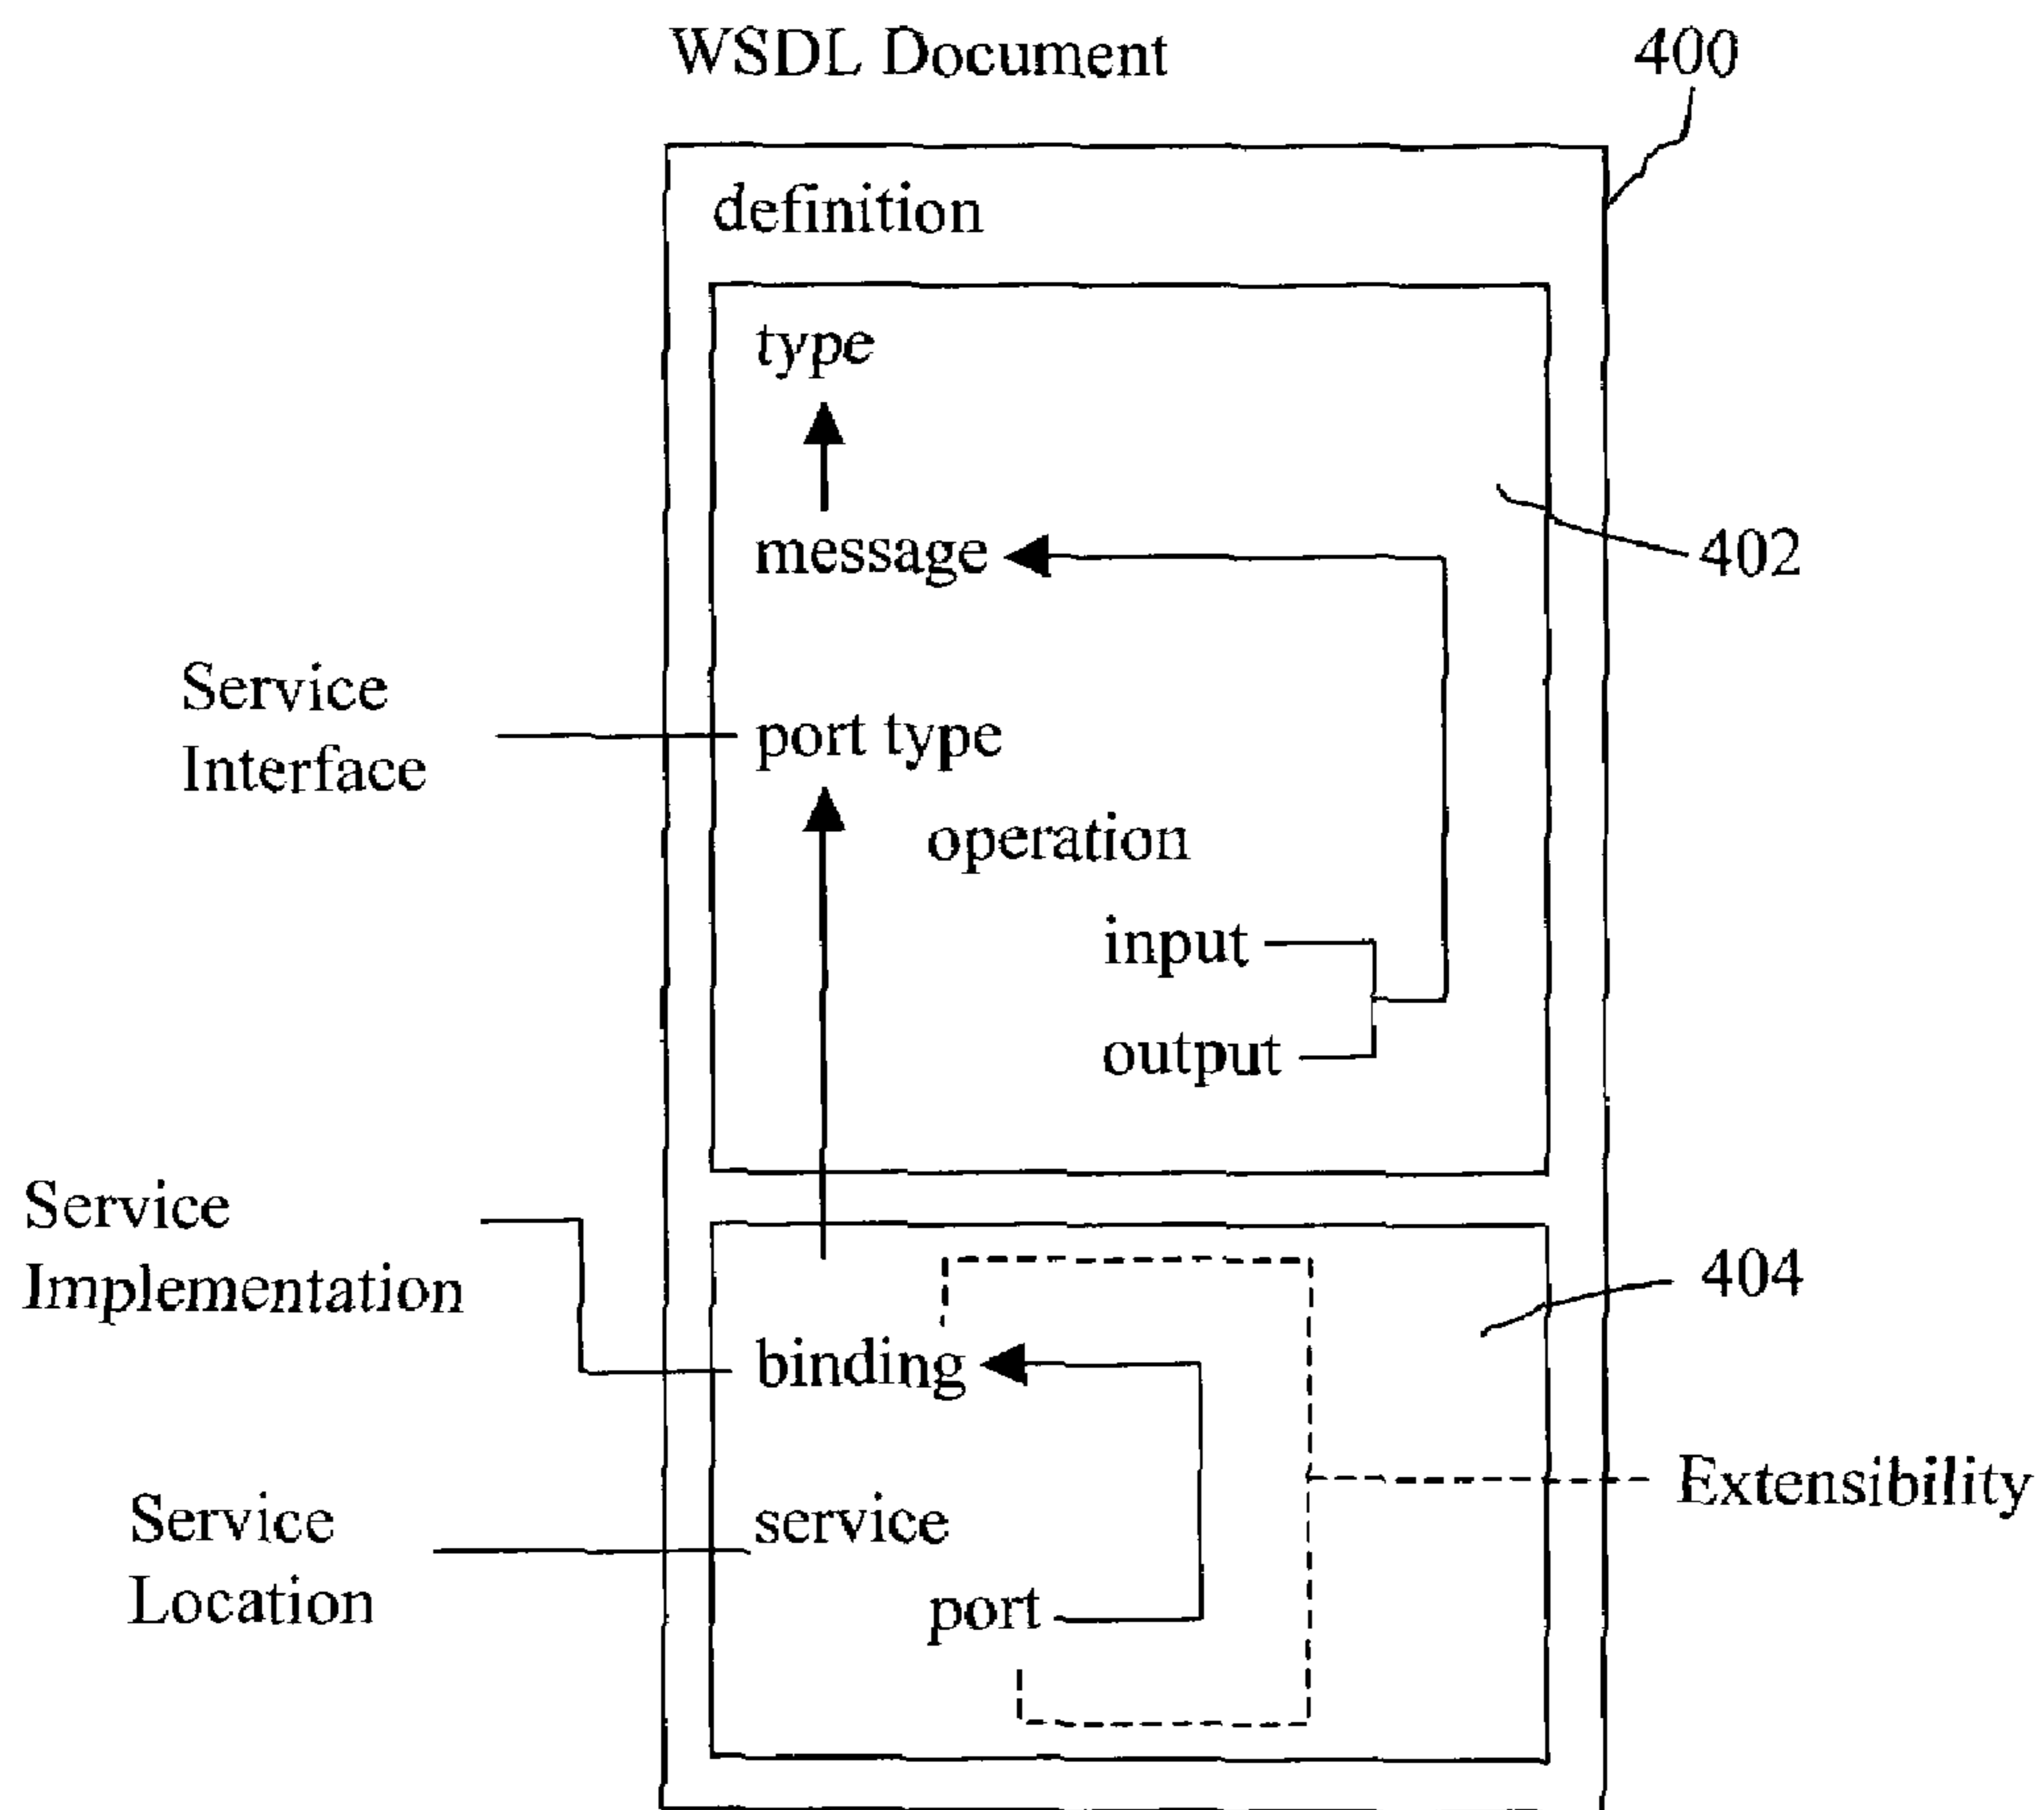 WSDL Document
400
definition
type
message
402
Service
Interface
port type
operation
input
output
Service
Implementation
404
binding
Extensibility
Service
Location
service
port